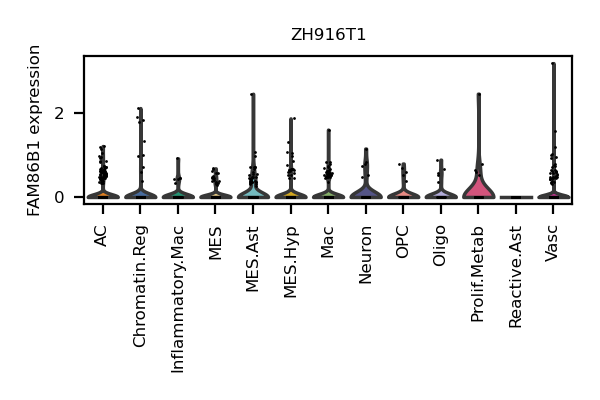 ZH916T1
FAM86B1 expression
2
0
AC
Chromatin.Reg
Inflammatory.Mac
MES
MES.Ast
MES.Hyp
Mac
Neuron
OPC
Oligo
Prolif.Metab
Reactive.Ast
Vasc